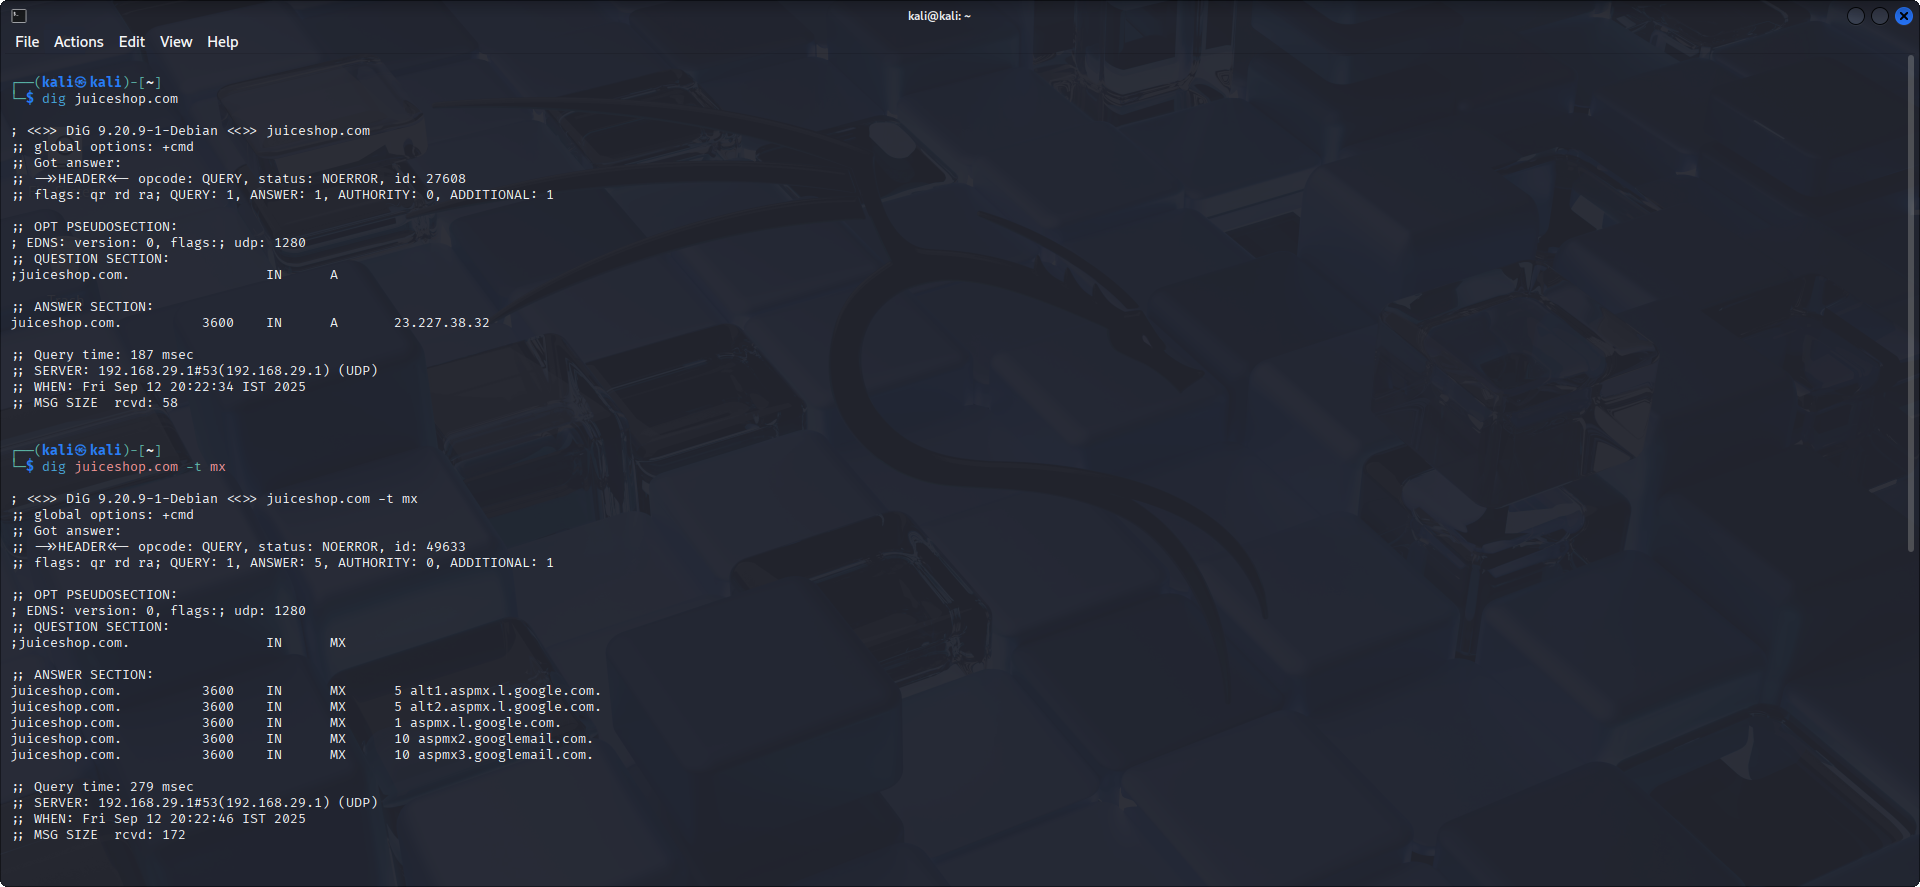 kali@kali: ~
File Actions Edit View Help
┌──(kali㉿kali)-[~]
└─$ dig juiceshop.com
; <<>> DiG 9.20.9-1-Debian <<>> juiceshop.com
;; global options: +cmd
;; Got answer:
;; ->>HEADER<<- opcode: QUERY, status: NOERROR, id: 27608
;; flags: qr rd ra; QUERY: 1, ANSWER: 1, AUTHORITY: 0, ADDITIONAL: 1
;; OPT PSEUDOSECTION:
; EDNS: version: 0, flags:; udp: 1280
;; QUESTION SECTION:
;juiceshop.com. IN A
;; ANSWER SECTION:
juiceshop.com. 3600 IN A 23.227.38.32
;; Query time: 187 msec
;; SERVER: 192.168.29.1#53(192.168.29.1) (UDP)
;; WHEN: Fri Sep 12 20:22:34 IST 2025
;; MSG SIZE  rcvd: 58
┌──(kali㉿kali)-[~]
└─$ dig juiceshop.com -t mx
; <<>> DiG 9.20.9-1-Debian <<>> juiceshop.com -t mx
;; global options: +cmd
;; Got answer:
;; ->>HEADER<<- opcode: QUERY, status: NOERROR, id: 49633
;; flags: qr rd ra; QUERY: 1, ANSWER: 5, AUTHORITY: 0, ADDITIONAL: 1
;; OPT PSEUDOSECTION:
; EDNS: version: 0, flags:; udp: 1280
;; QUESTION SECTION:
;juiceshop.com. IN MX
;; ANSWER SECTION:
juiceshop.com. 3600 IN MX 5 alt1.aspmx.l.google.com.
juiceshop.com. 3600 IN MX 5 alt2.aspmx.l.google.com.
juiceshop.com. 3600 IN MX 1 aspmx.l.google.com.
juiceshop.com. 3600 IN MX 10 aspmx2.googlemail.com.
juiceshop.com. 3600 IN MX 10 aspmx3.googlemail.com.
;; Query time: 279 msec
;; SERVER: 192.168.29.1#53(192.168.29.1) (UDP)
;; WHEN: Fri Sep 12 20:22:46 IST 2025
;; MSG SIZE  rcvd: 172